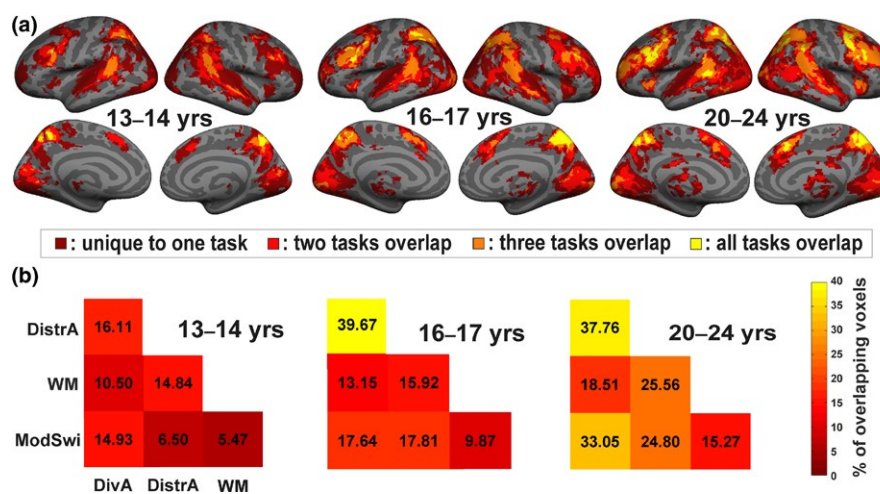 (a)
13–14 yrs
16–17 yrs
20–24 yrs
: unique to one task
: two tasks overlap
: three tasks overlap
: all tasks overlap
(b)
13–14 yrs
16–17 yrs
20–24 yrs
DistrA
16.11
39.67
37.76
WM
10.50
14.84
13.15
15.92
18.51
25.56
ModSwi
14.93
6.50
5.47
17.64
17.81
9.87
33.05
24.80
15.27
DivA
DistrA
WM
40
35
30
25
20
15
10
5
0
% of overlapping voxels